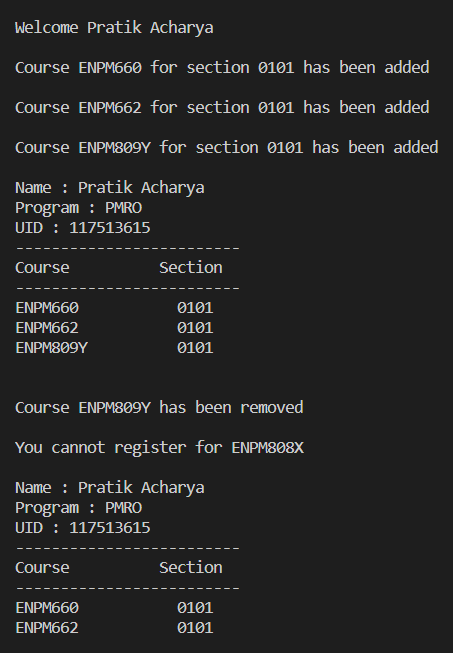 Welcome Pratik Acharya
Course ENPM660 for section 0101 has been added
Course ENPM662 for section 0101 has been added
Course ENPM809Y for section 0101 has been added
Name : Pratik Acharya
Program : PMRO
UID : 117513615
-------------------------
Course          Section
-------------------------
ENPM660           0101
ENPM662           0101
ENPM809Y          0101
Course ENPM809Y has been removed
You cannot register for ENPM808X
Name : Pratik Acharya
Program : PMRO
UID : 117513615
-------------------------
Course          Section
-------------------------
ENPM660           0101
ENPM662           0101